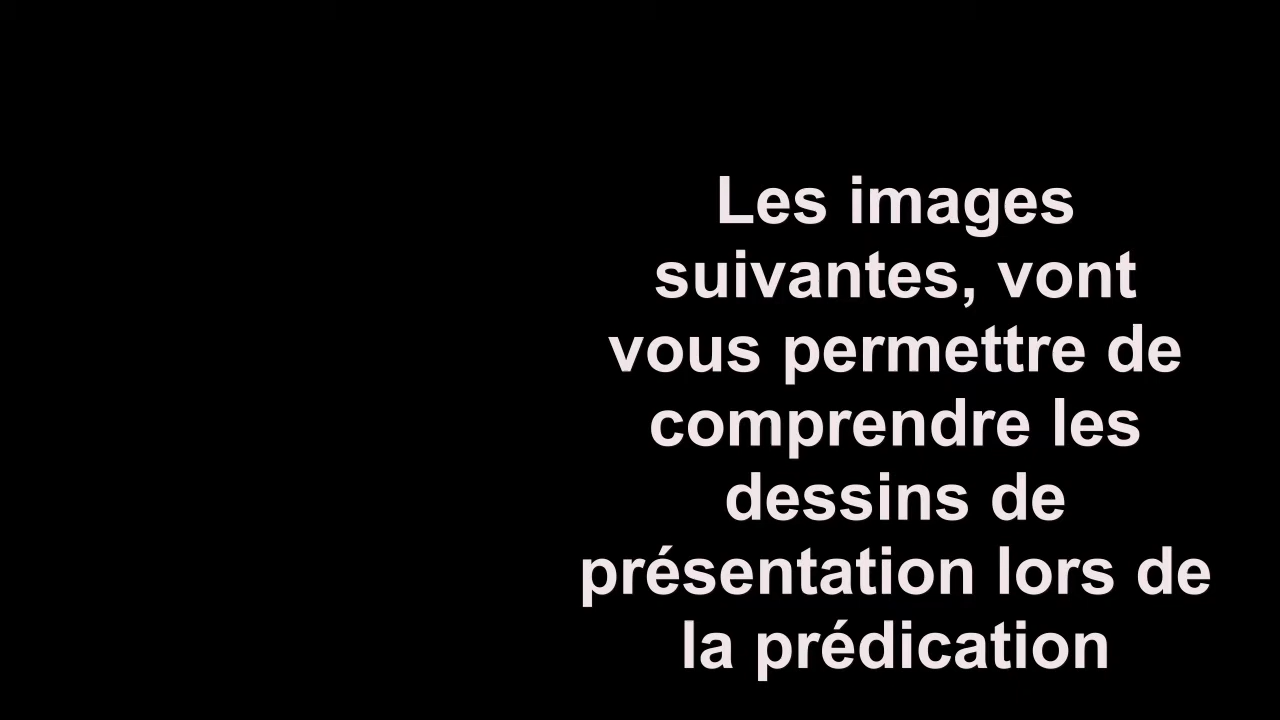 Les images
suivantes, vont
vous permettre de
comprendre les
dessins de
présentation lors de
la prédication